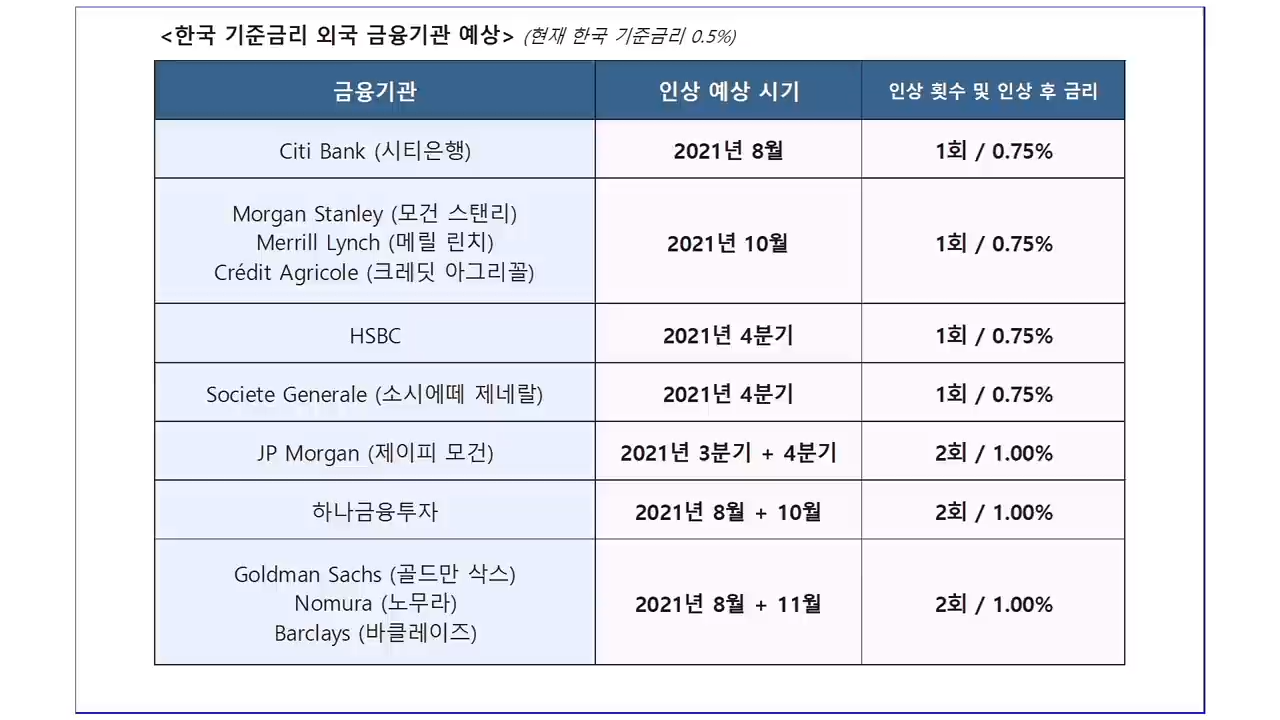 <한국 기준금리 외국 금융기관 예상> (현재 한국 기준금리 0.5%)
금융기관 인상 예상 시기 인상 횟수 및 인상 후 금리
Citi Bank (시티은행) 2021년 8월 1회 / 0.75%
Morgan Stanley (모건 스탠리)
Merrill Lynch (메릴 린치) 2021년 10월 1회 / 0.75%
Crédit Agricole (크레딧 아그리꼴)
HSBC 2021년 4분기 1회 / 0.75%
Societe Generale (소시에떼 제네랄) 2021년 4분기 1회 / 0.75%
JP Morgan (제이피 모건) 2021년 3분기 + 4분기 2회 / 1.00%
하나금융투자 2021년 8월 + 10월 2회 / 1.00%
Goldman Sachs (골드만 삭스)
Nomura (노무라) 2021년 8월 + 11월 2회 / 1.00%
Barclays (바클레이즈)